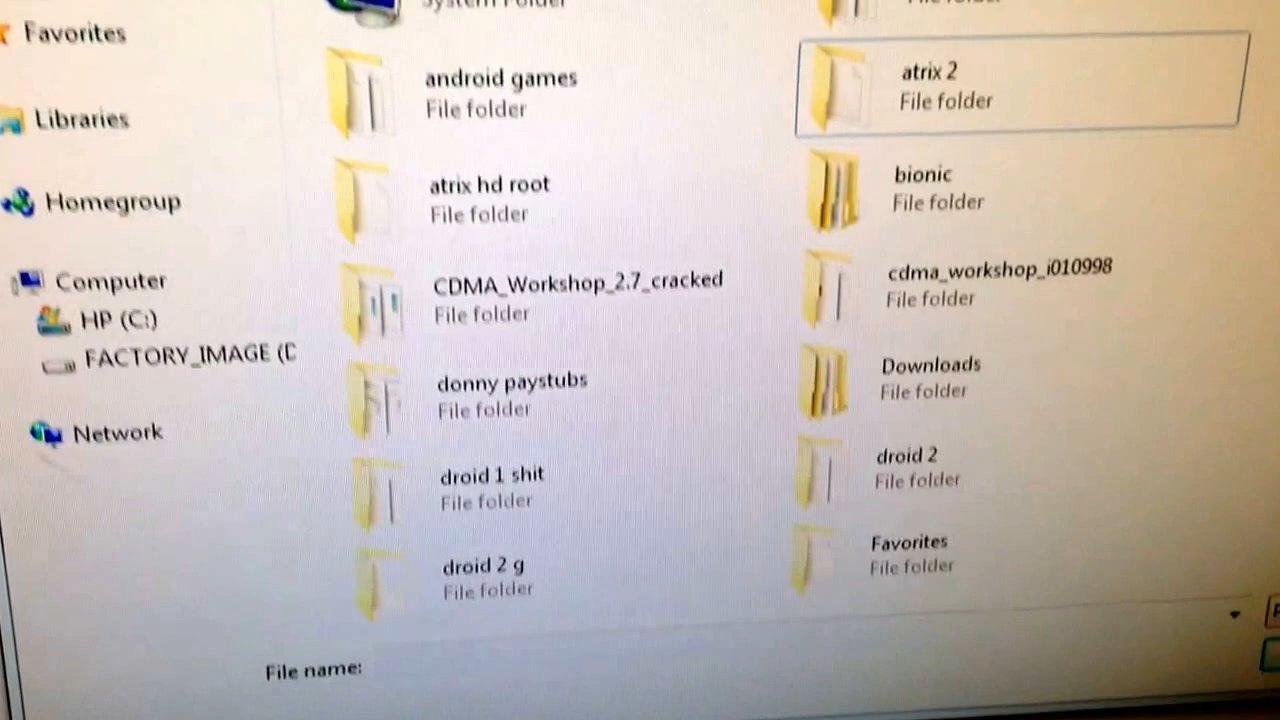 System Folder
File folder
Favorites
Libraries
Homegroup
Computer
HP (C:)
FACTORY_IMAGE (D
Network
android games
File folder
atrix 2
File folder
atrix hd root
File folder
bionic
File folder
CDMA_Workshop_2.7_cracked
File folder
cdma_workshop_i010998
File folder
donny paystubs
File folder
Downloads
File folder
droid 1 shit
File folder
droid 2
File folder
droid 2 g
File folder
Favorites
File folder
File name: